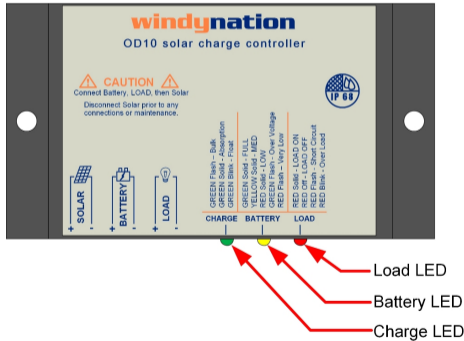 windynation
OD10 solar charge controller
CAUTION
Connect Battery, LOAD, then Solar
Disconnect Solar prior to any
connections or maintenance.
IP 68
+ SOLAR -
+ BATTERY -
+ LOAD -
GREEN Flash - Bulk
GREEN Solid - Absorption
GREEN Blink - Float
GREEN Solid - FULL
YELLOW Solid - MED
RED Solid - LOW
GREEN Flash - Over Voltage
RED Flash - Very Low
RED Solid - LOAD ON
RED Off - LOAD OFF
RED Flash - Short Circuit
RED Blink - Over Load
CHARGE BATTERY LOAD
Load LED
Battery LED
Charge LED